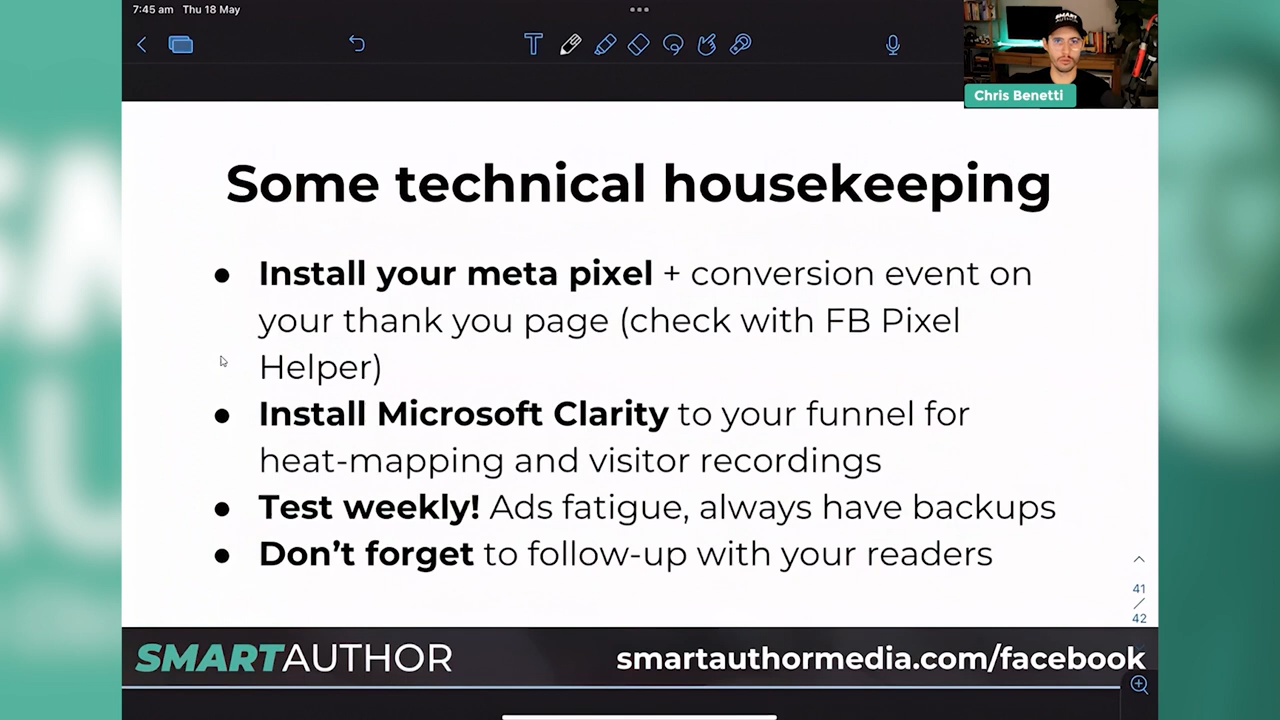 7:45 am Thu 18 May
SMART
Chris Benetti
Some technical housekeeping
● Install your meta pixel + conversion event on
your thank you page (check with FB Pixel
Helper)
● Install Microsoft Clarity to your funnel for
heat-mapping and visitor recordings
● Test weekly! Ads fatigue, always have backups
● Don't forget to follow-up with your readers
41
/
42
SMARTAUTHOR
smartauthormedia.com/facebook